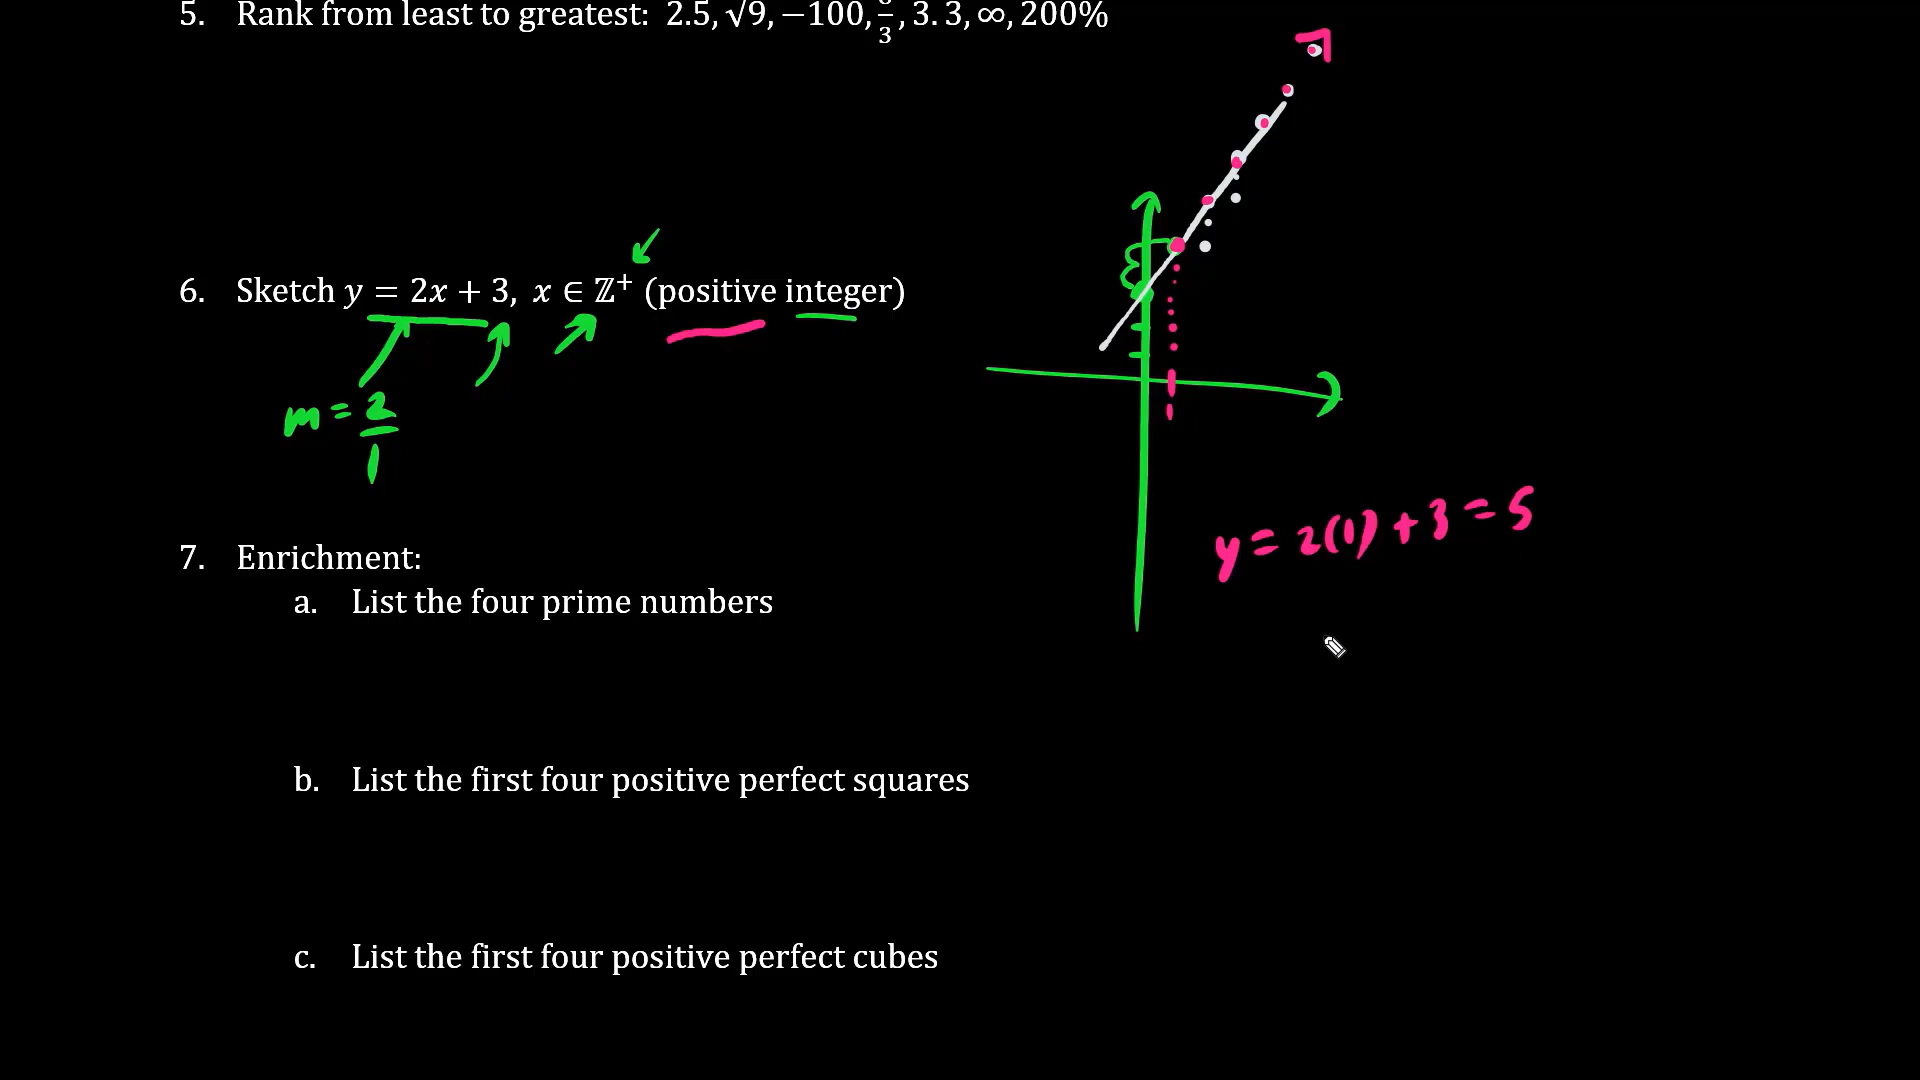 5. Rank from least to greatest: 2.5, √9, −100, /3, 3.3, ∞, 200%
6. Sketch y = 2x + 3, x ∈ ℤ⁺ (positive integer)
m = 2/1
y = 2(1) + 3 = 5
7. Enrichment:
a. List the four prime numbers
b. List the first four positive perfect squares
c. List the first four positive perfect cubes